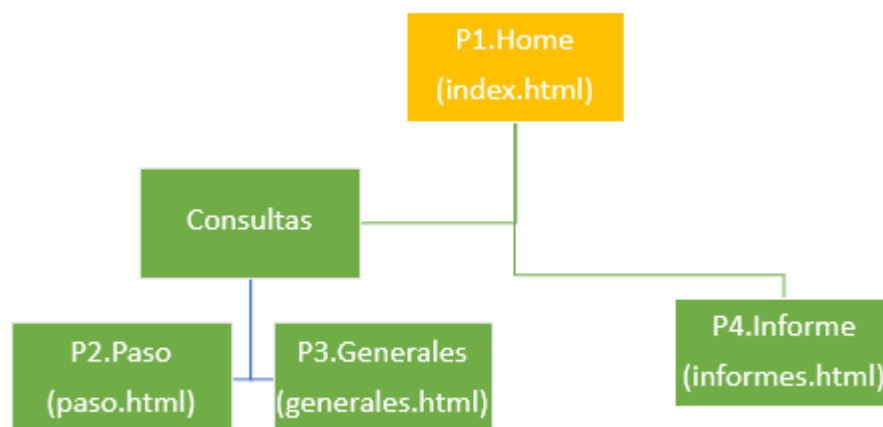 P1.Home
(index.html)
Consultas
P2.Paso
(paso.html)
P3.Generales
(generales.html)
P4.Informe
(informes.html)